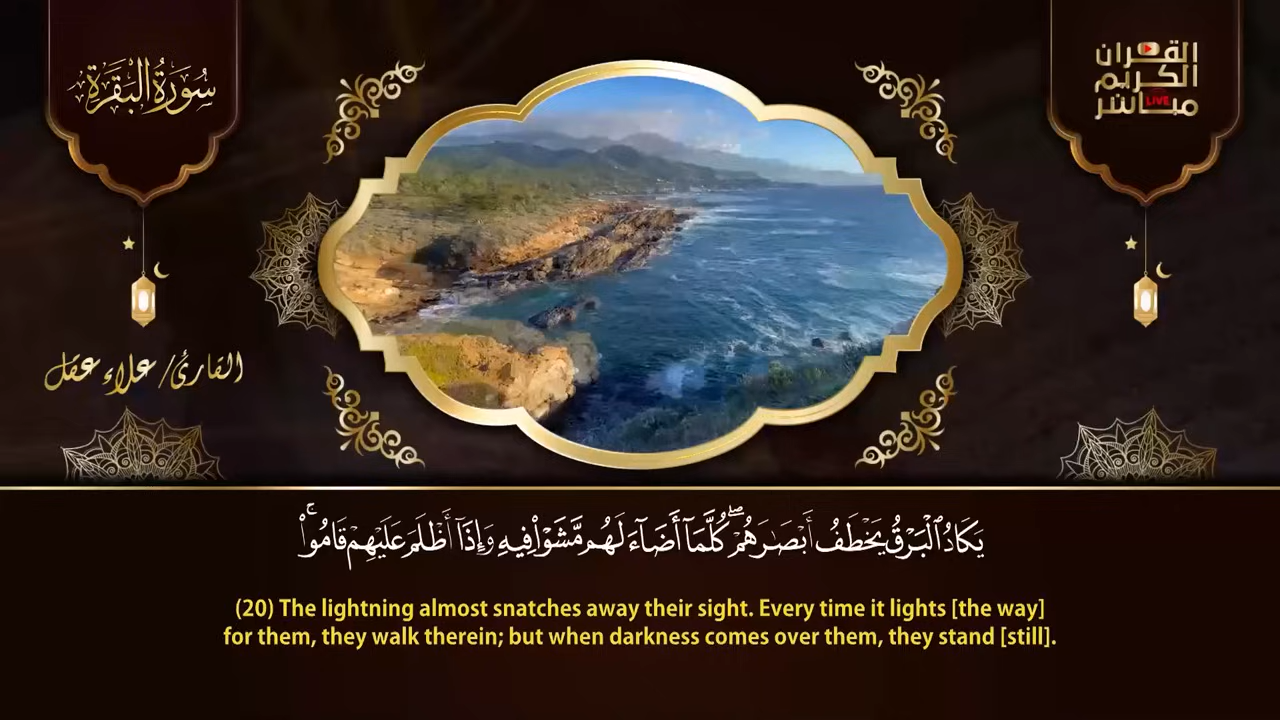 سُورَةُ البَقَرَةِ
القرآن
الكريم
مباشر
LIVE
القارئ/ علاء عقل
يَكَادُ ٱلْبَرْقُ يَخْطَفُ أَبْصَـٰرَهُمْ ۖ كُلَّمَآ أَضَآءَ لَهُم مَّشَوْا۟ فِيهِ وَإِذَآ أَظْلَمَ عَلَيْهِمْ قَامُوا۟ ۚ
(20) The lightning almost snatches away their sight. Every time it lights [the way]
for them, they walk therein; but when darkness comes over them, they stand [still].